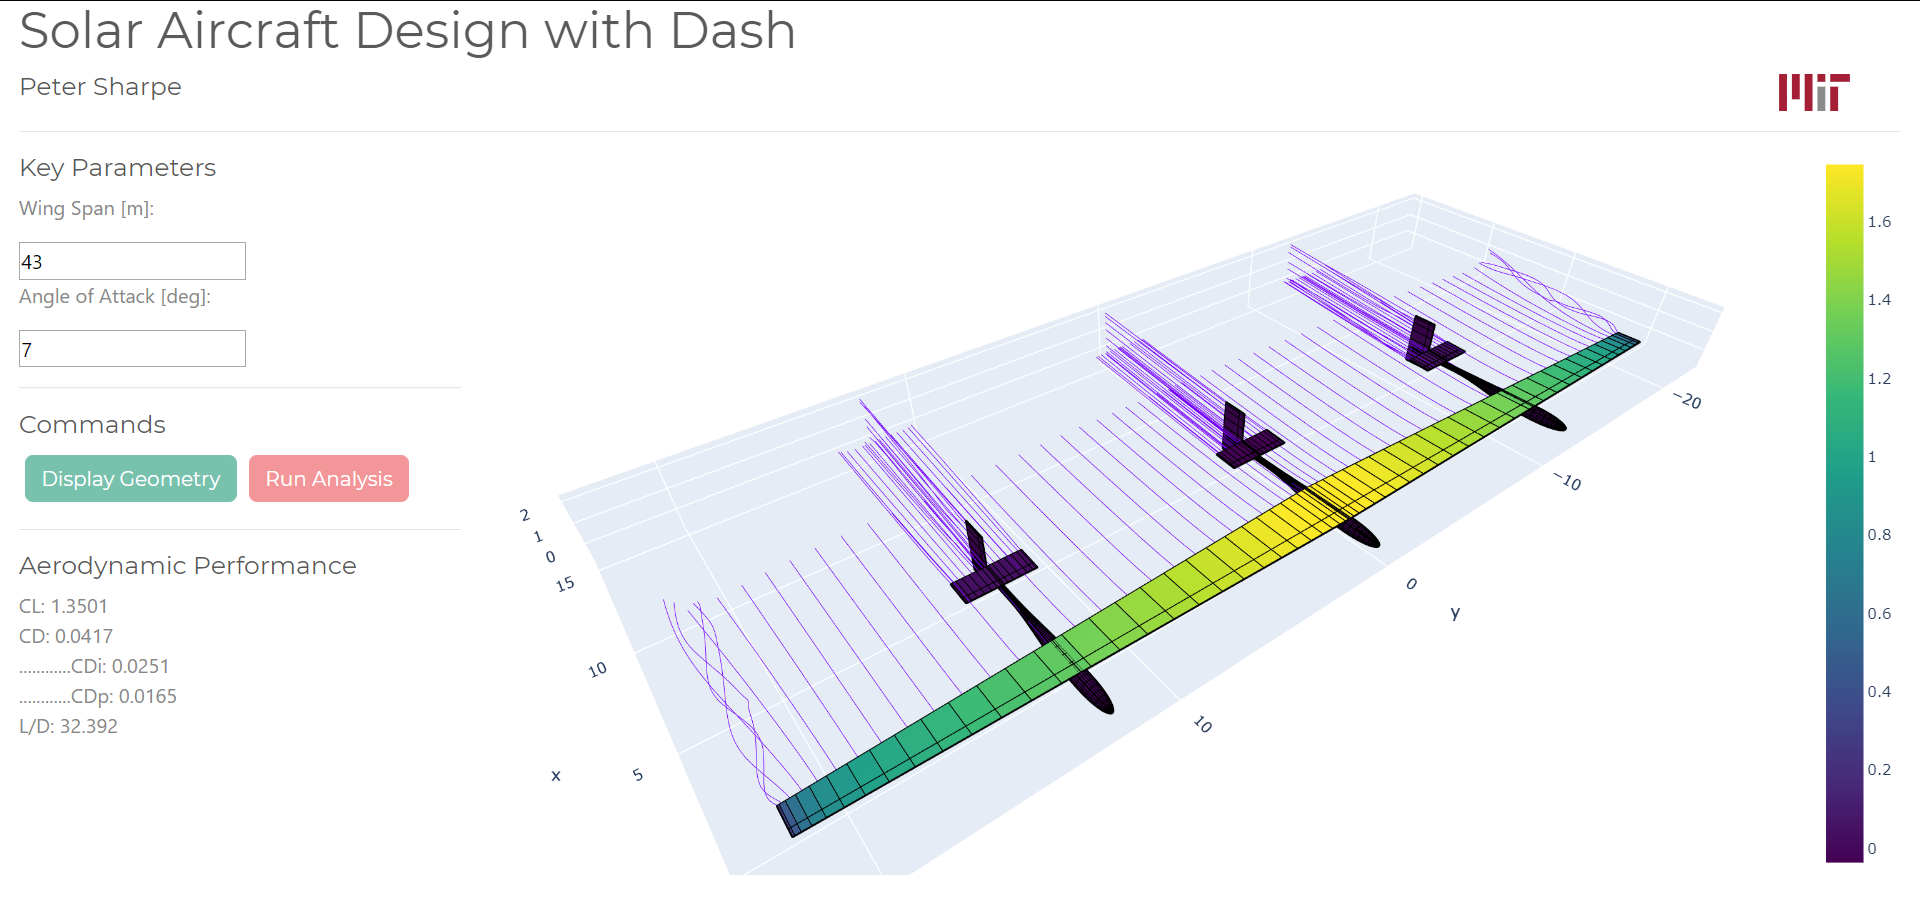 Solar Aircraft Design with Dash
Peter Sharpe
MIT
Key Parameters
Wing Span [m]:
43
Angle of Attack [deg]:
7
Commands
Display Geometry
Run Analysis
Aerodynamic Performance
CL: 1.3501
CD: 0.0417
............CDi: 0.0251
............CDp: 0.0165
L/D: 32.392
2
1
0
15
10
5
x
10
0
−10
−20
y
1.6
1.4
1.2
1
0.8
0.6
0.4
0.2
0